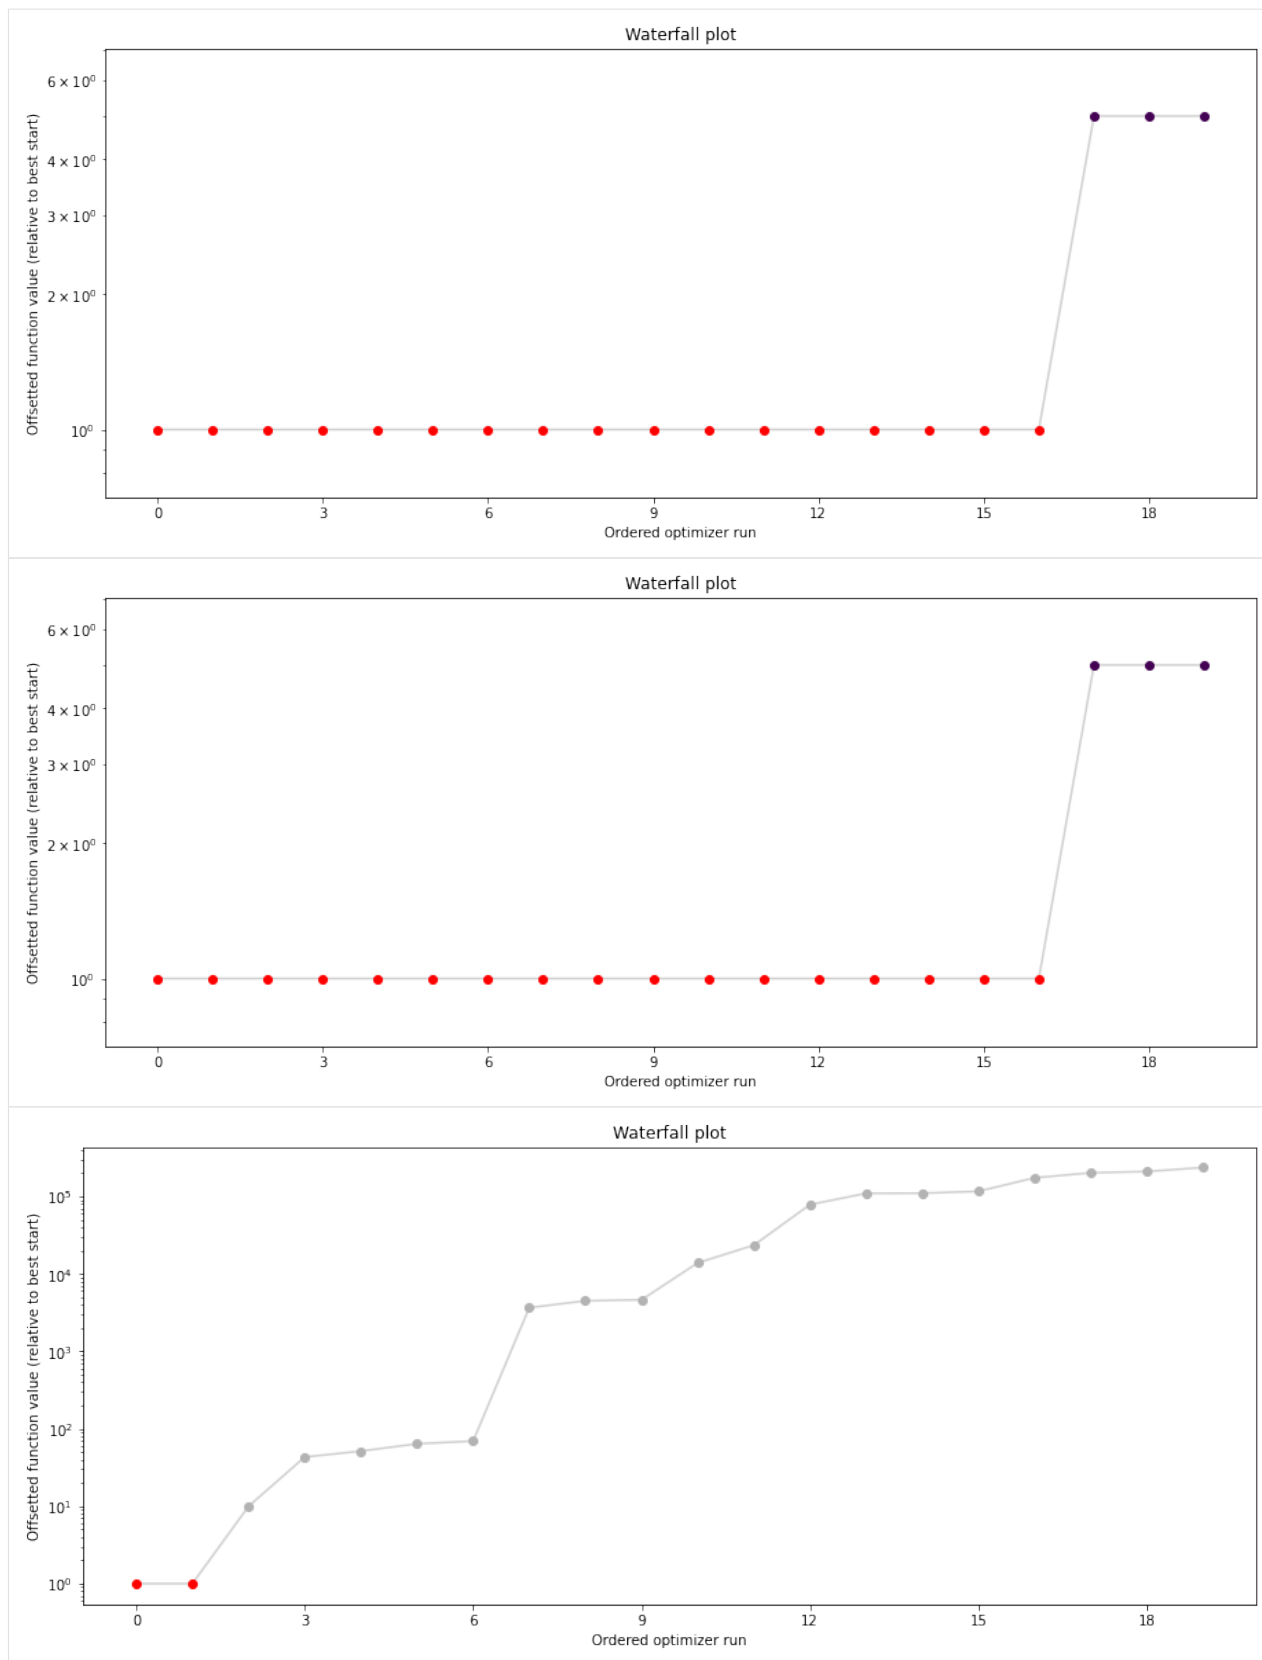 Waterfall plot
Offsetted function value (relative to best start)
6 × 10⁰
4 × 10⁰
3 × 10⁰
2 × 10⁰
10⁰
0 3 6 9 12 15 18
Ordered optimizer run
Waterfall plot
Offsetted function value (relative to best start)
6 × 10⁰
4 × 10⁰
3 × 10⁰
2 × 10⁰
10⁰
0 3 6 9 12 15 18
Ordered optimizer run
Waterfall plot
Offsetted function value (relative to best start)
10⁵
10⁴
10³
10²
10¹
10⁰
0 3 6 9 12 15 18
Ordered optimizer run